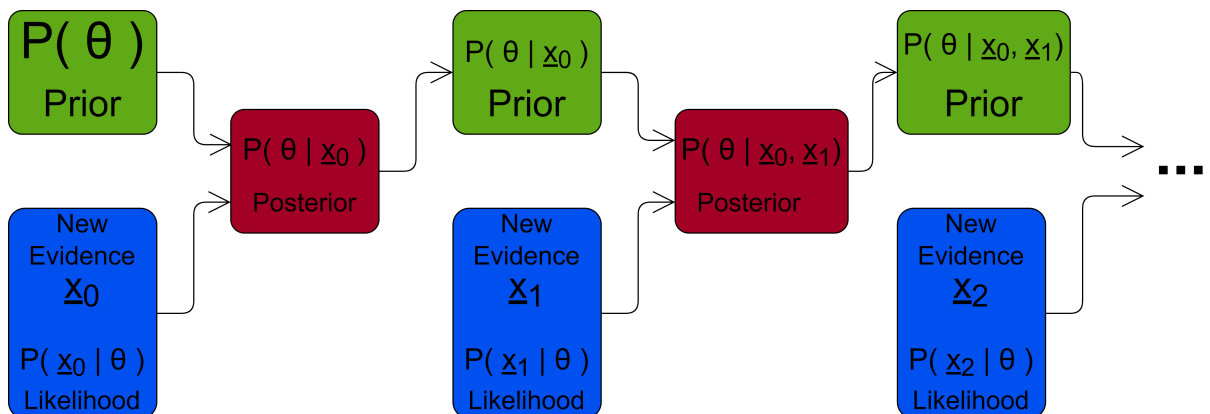 P( θ )
Prior
New
Evidence
x0
P( x0 | θ )
Likelihood
P( θ | x0 )
Posterior
P( θ | x0 )
Prior
New
Evidence
x1
P( x1 | θ )
Likelihood
P( θ | x0, x1)
Posterior
P( θ | x0, x1)
Prior
New
Evidence
x2
P( x2 | θ )
Likelihood
...